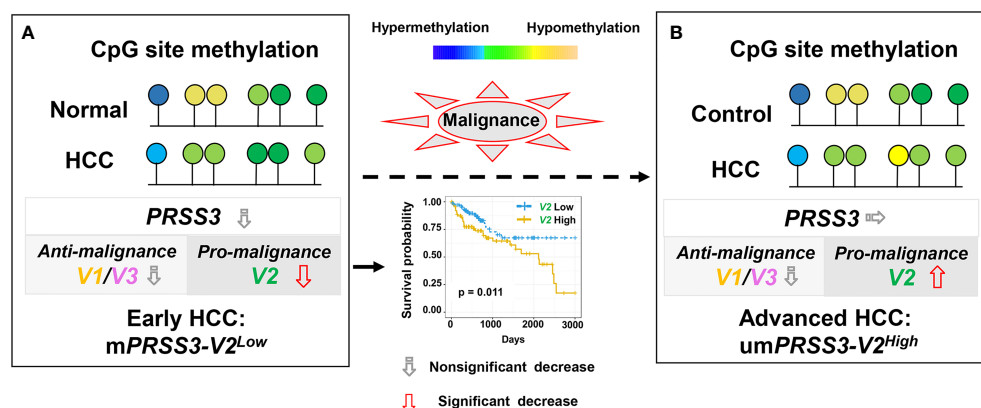 A
CpG site methylation
Normal
HCC
PRSS3
Anti-malignance
V1/V3
Pro-malignance
V2
Early HCC:
mPRSS3-V2Low
Hypermethylation
Hypomethylation
Malignance
Survival probability
1.00
0.75
0.50
0.25
0.00
V2 Low
V2 High
p = 0.011
0
1000
2000
3000
Days
Nonsignificant decrease
Significant decrease
B
CpG site methylation
Control
HCC
PRSS3
Anti-malignance
V1/V3
Pro-malignance
V2
Advanced HCC:
umPRSS3-V2High